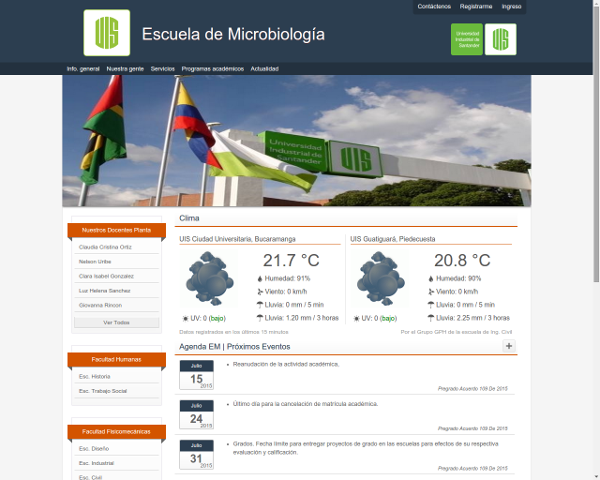 Contáctenos Registrarme Ingreso
UIS
Escuela de Microbiología
Universidad
Industrial de
Santander
UIS
Info. general Nuestra gente Servicios Programas académicos Actualidad
Universidad
Industrial de
Santander
UIS
Nuestros Docentes Planta
Claudia Cristina Ortiz
Nelson Uribe
Clara Isabel González
Luz Helena Sanchez
Giovanna Rincon
Ver Todos
Facultad Humanas
Esc. Historia
Esc. Trabajo Social
Facultad Fisicomecánicas
Esc. Diseño
Esc. Industrial
Esc. Civil
Clima
UIS Ciudad Universitaria, Bucaramanga
21.7 °C
Humedad: 91%
Viento: 0 km/h
Lluvia: 0 mm / 5 min
UV: 0 (bajo)
Lluvia: 1.20 mm / 3 horas
UIS Guatiguará, Piedecuesta
20.8 °C
Humedad: 90%
Viento: 0 km/h
Lluvia: 0 mm / 5 min
UV: 0 (bajo)
Lluvia: 2.25 mm / 3 horas
Datos registrados en los últimos 15 minutos
Por el Grupo GPH de la escuela de Ing. Civil
Agenda EM | Próximos Eventos
+
Julio
15
2015
Reanudación de la actividad académica.
Pregrado Acuerdo 109 De 2015
Julio
24
2015
Último día para la cancelación de matrícula académica.
Pregrado Acuerdo 109 De 2015
Julio
31
2015
Grados. Fecha límite para entregar proyectos de grado en las escuelas para efectos de su respectiva
evaluación y calificación.
Pregrado Acuerdo 109 De 2015